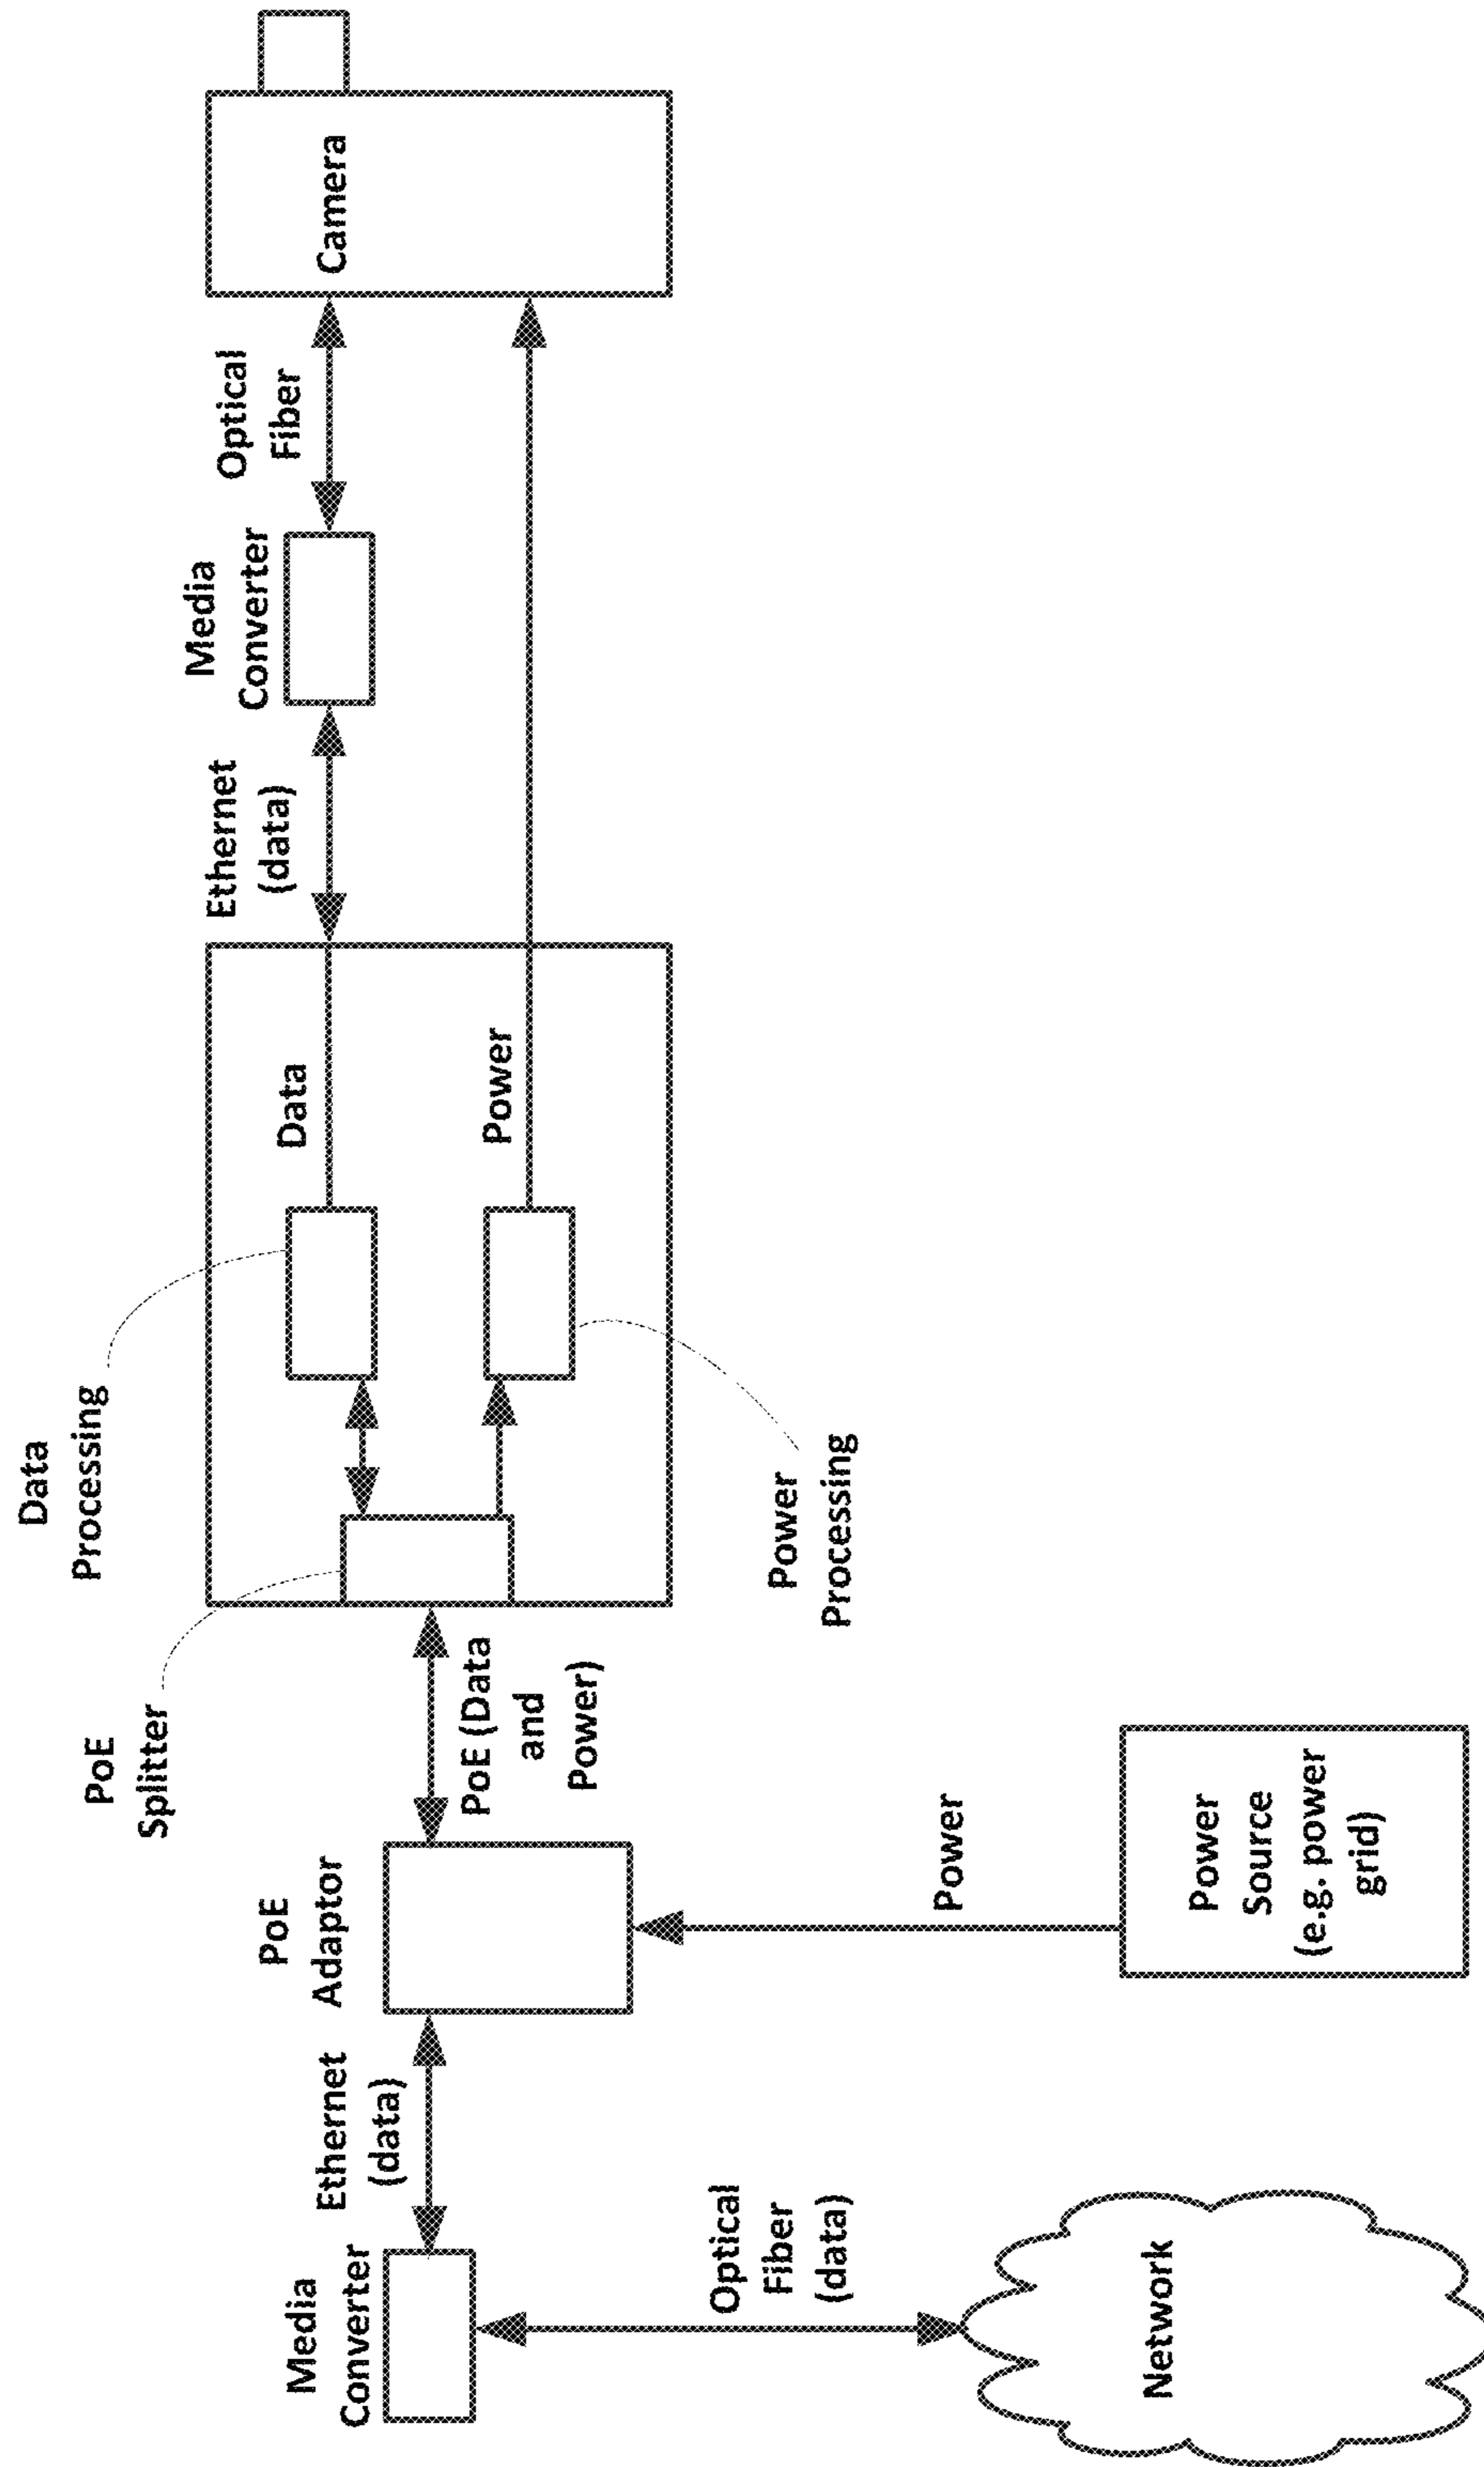 Media
Converter
Ethernet
(data)
Optical
Fiber
(data)
Network
PoE
Adaptor
Power
Power
Source
(e.g. power
grid)
PoE (Data
and
Power)
PoE
Splitter
Data
Processing
Power
Processing
Data
Power
Ethernet
(data)
Media
Converter
Optical
Fiber
Camera